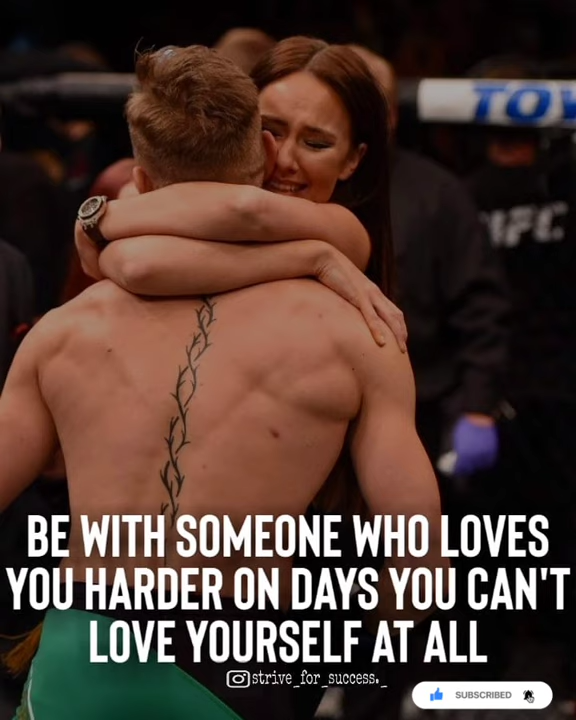 TOY
UFC
BE WITH SOMEONE WHO LOVES
YOU HARDER ON DAYS YOU CAN'T
LOVE YOURSELF AT ALL
strive_for_success._
SUBSCRIBED